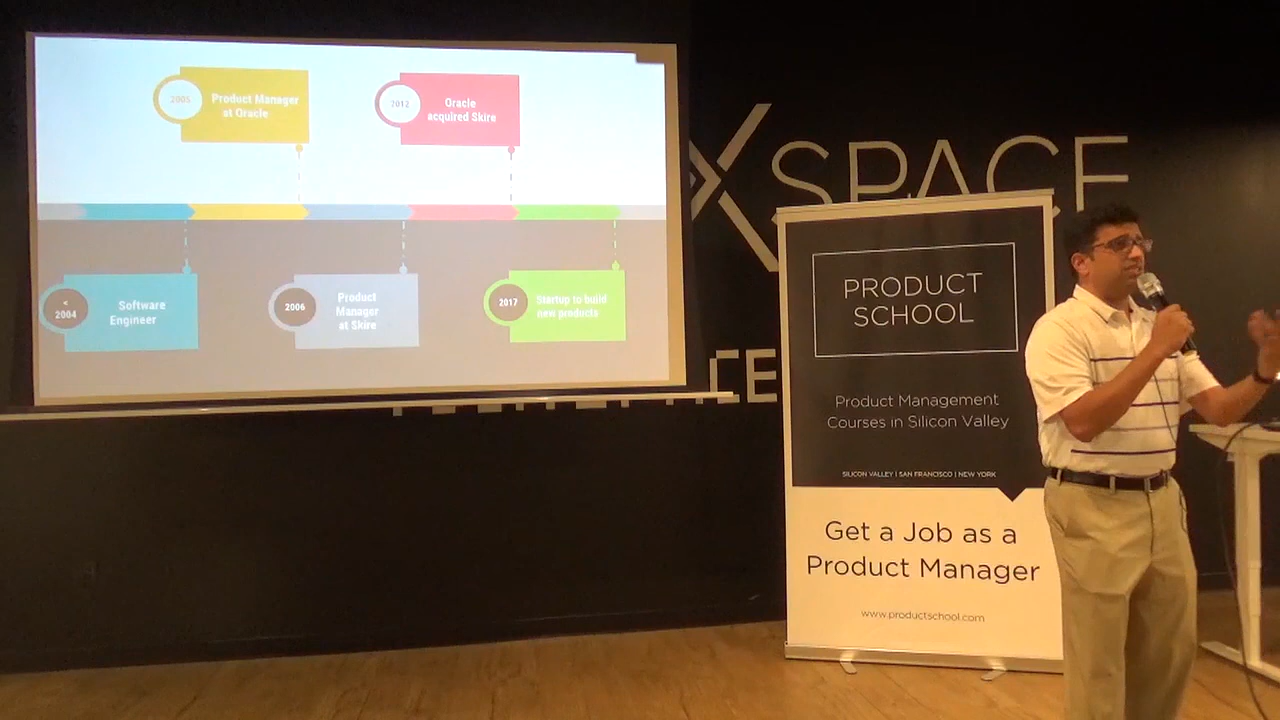 2005
Product Manager
at Oracle
2012
Oracle
acquired Skire
<
2004
Software
Engineer
2006
Product
Manager
at Skire
2017
Startup to build
new products
XSPACE
CE
PRODUCT
SCHOOL
Product Management
Courses in Silicon Valley
SILICON VALLEY | SAN FRANCISCO | NEW YORK
Get a Job as a
Product Manager
www.productschool.com